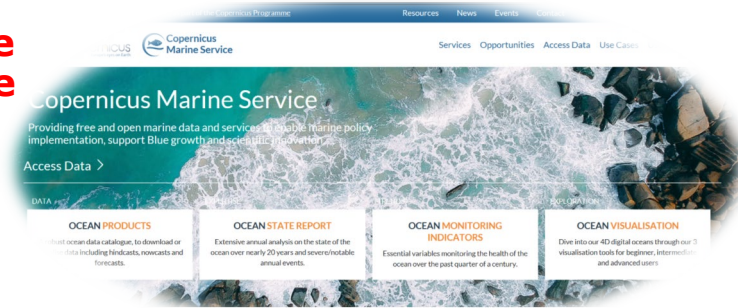 Copernicus Programme
Resources News Events
e
e
Copernicus
Marine Service
Services Opportunities Access Data Use Cases
Copernicus Marine Service
Providing free and open marine data and services to enable marine policy
implementation, support Blue growth and scientific innovation.
Access Data >
DATA
EXPLORATION
OCEAN PRODUCTS
ocean data catalogue, to download or
data including hindcasts, nowcasts and
forecasts.
OCEAN STATE REPORT
Extensive annual analysis on the state of the
ocean over nearly 20 years and severe/notable
annual events.
OCEAN MONITORING
INDICATORS
Essential variables monitoring the health of the
ocean over the past quarter of a century.
OCEAN VISUALISATION
Dive into our 4D digital oceans through our 3
visualisation tools for beginner, intermediate
and advanced users